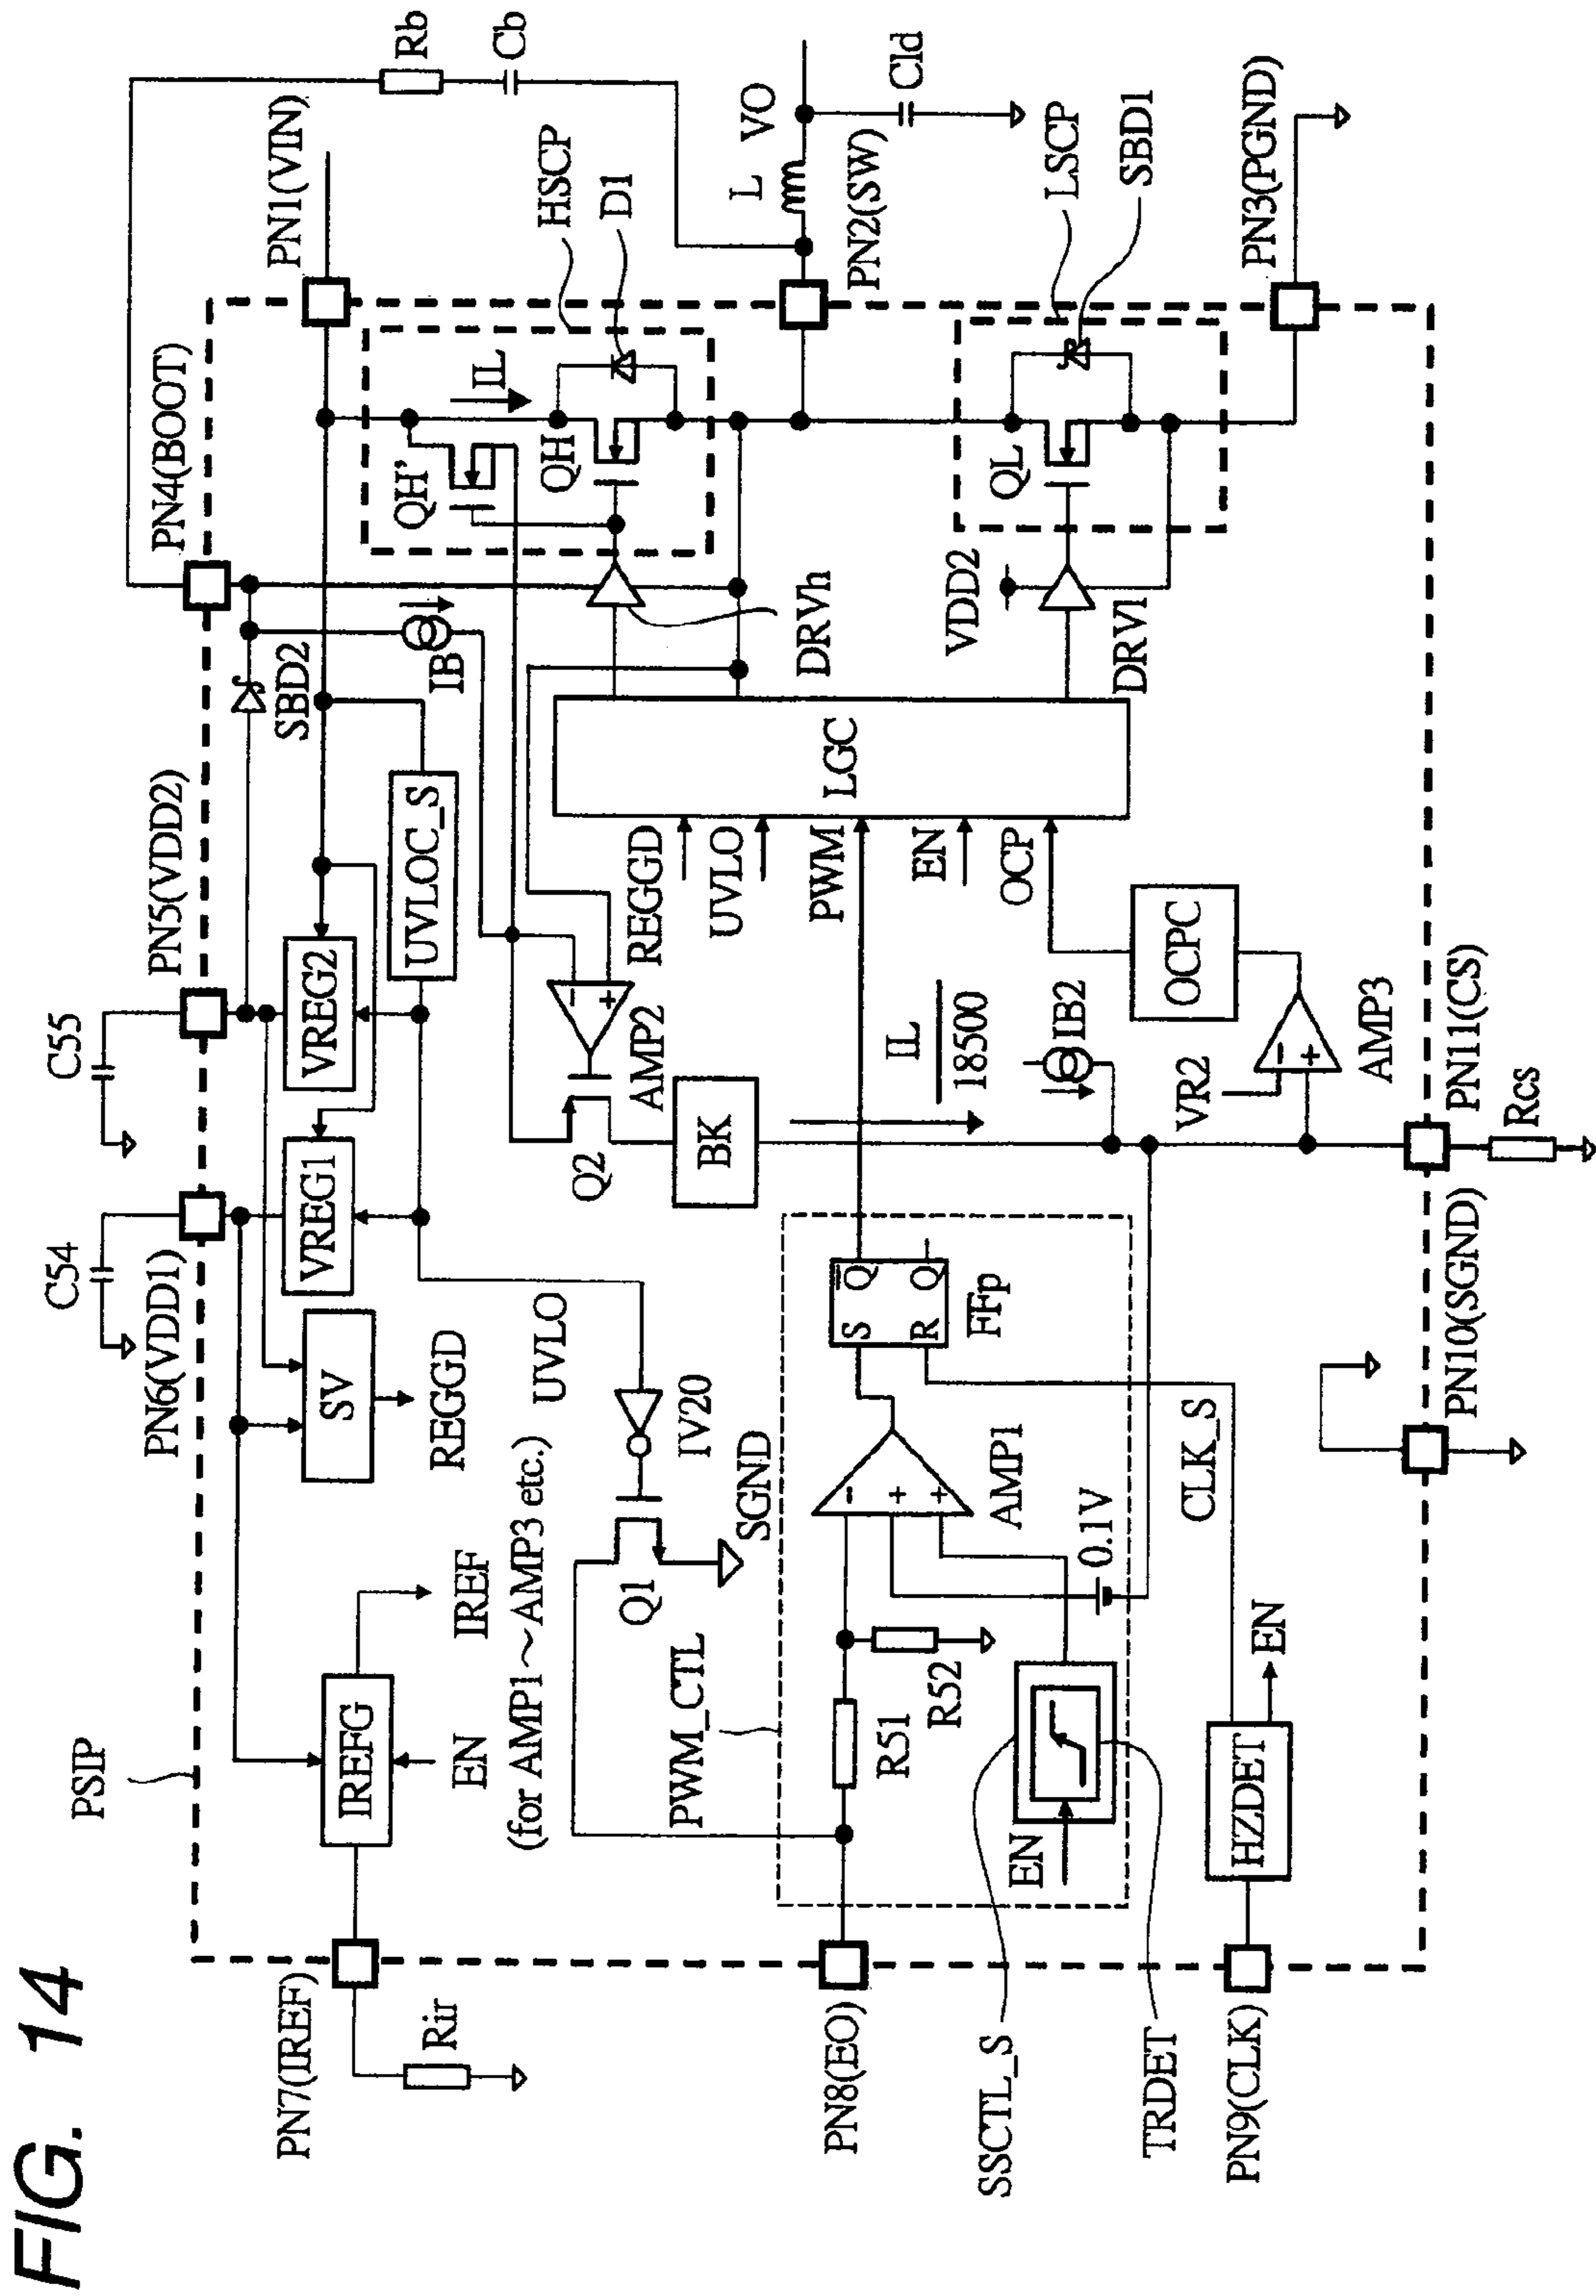 FIG. 14
PSIP
PN6(VDD1)
C54
PN5(VDD2)
C55
PN4(BOOT)
Rb
Cb
PN1(VIN)
PN7(IREF)
Rir
IREFG
EN
IREF
(for AMP1~AMP3 etc.)
SV
REGGD
VREG1
VREG2
UVLOC_S
SBD2
IB
UVLO
IV20
Q1
SGND
Q2
AMP2
BK
IL
18500
IB2
QH'
QH
IL
HSCP
D1
DRVh
L
VO
Cld
PN2(SW)
LSCP
SBD1
QL
VDD2
DRVl
PN3(PGND)
LGC
REGGD
UVLO
PWM
EN
OCP
OCPC
VR2
AMP3
-
+
-
+
PN11(CS)
Rcs
PN10(SGND)
PN8(EO)
PWM_CTL
R51
R52
-
+
+
AMP1
0.1V
S
R
Q
Q
FFp
CLK_S
EN
SSCTL_S
TRDET
PN9(CLK)
HZDET
EN